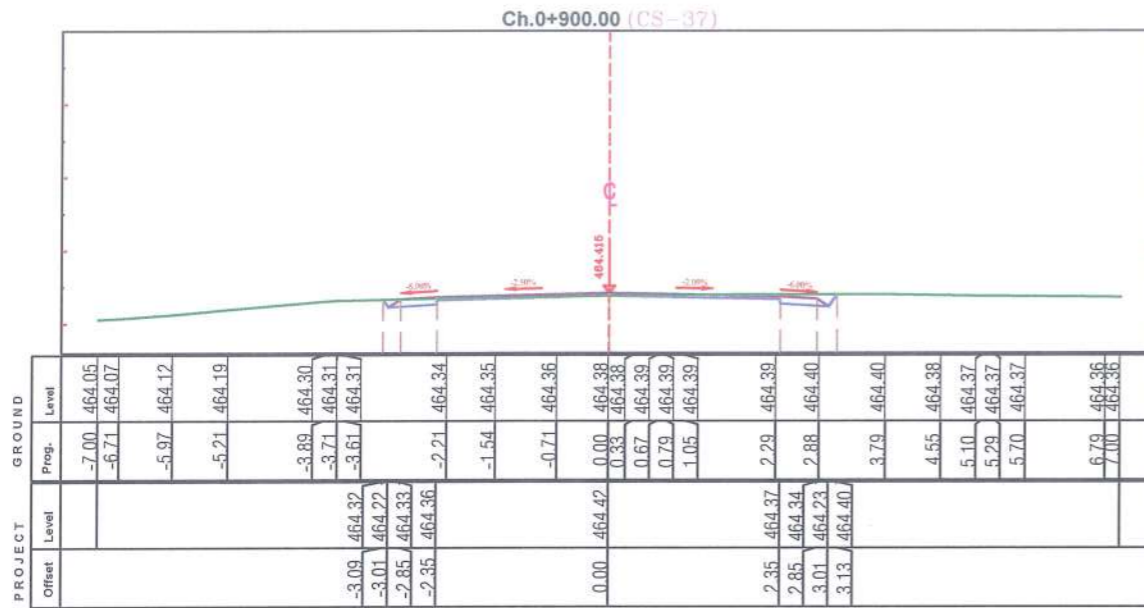 Ch.0+900.00 (CS-37)
C
464.415
-6.00% -2.50% -2.00% -6.00%
GROUND
Level 464.05 464.07 464.12 464.19 464.30 464.31 464.31 464.34 464.35 464.36 464.38 464.38 464.39 464.39 464.39 464.39 464.40 464.40 464.38 464.37 464.37 464.37 464.36 464.36
Prog. -7.00 -6.71 -5.97 -5.21 -3.89 -3.71 -3.61 -2.21 -1.54 -0.71 0.00 0.33 0.67 0.79 1.05 2.29 2.88 3.79 4.55 5.10 5.29 5.70 6.79 7.00
PROJECT
Level 464.32 464.22 464.33 464.36 464.42 464.37 464.34 464.23 464.40
Offset -3.09 -3.01 -2.85 -2.35 0.00 2.35 2.85 3.01 3.13